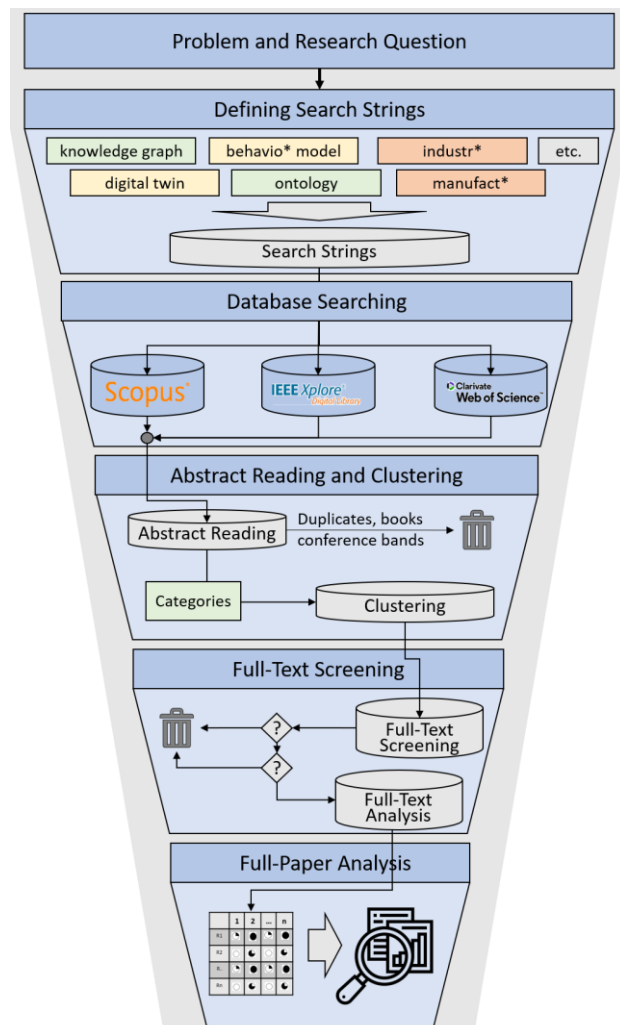 Problem and Research Question
Defining Search Strings
knowledge graph
behavio* model
industr*
etc.
digital twin
ontology
manufact*
Search Strings
Database Searching
Scopus®
IEEE Xplore®
Digital Library
Clarivate
Web of Science™
Abstract Reading and Clustering
Abstract Reading
Duplicates, books
conference bands
Categories
Clustering
Full-Text Screening
?
Full-Text
Screening
?
Full-Text
Analysis
Full-Paper Analysis
1 2 ... n
R1
R2
R..
Rn